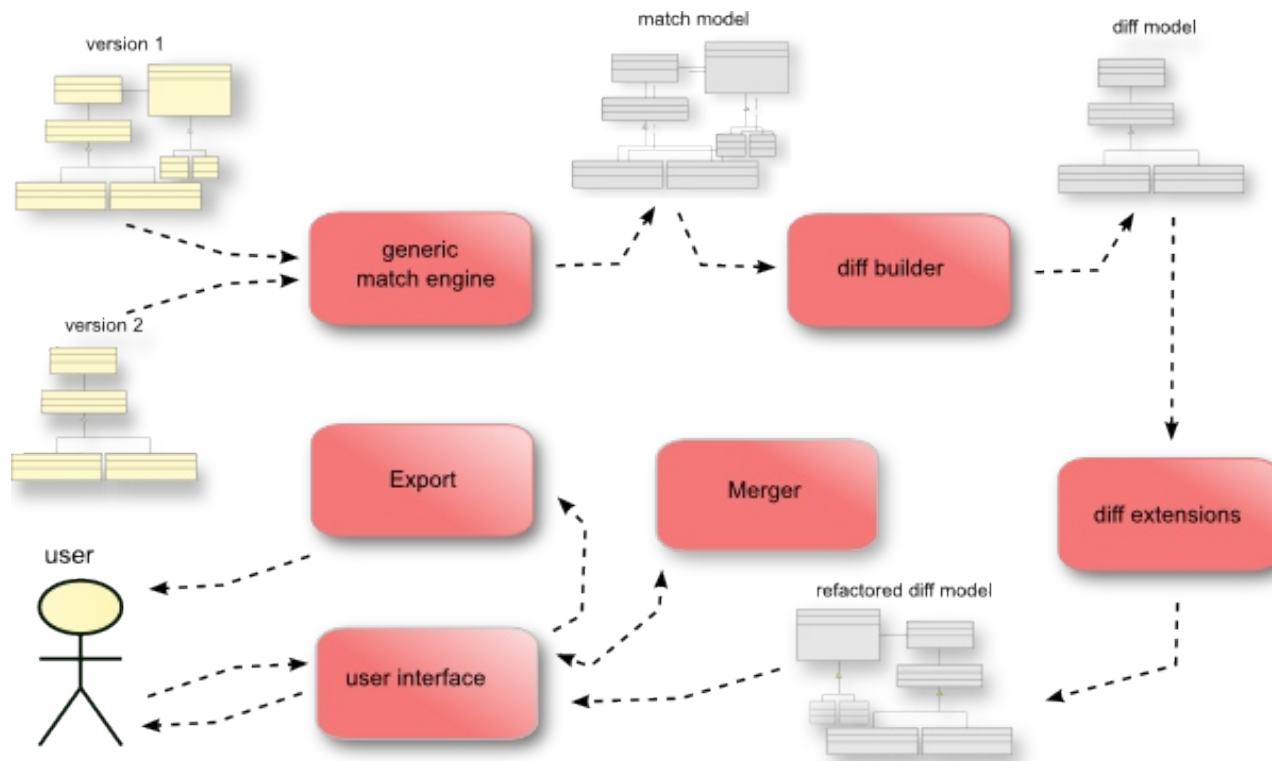 match model
diff model
version 1
generic
match engine
diff builder
version 2
Export
Merger
diff extensions
user
refactored diff model
user interface